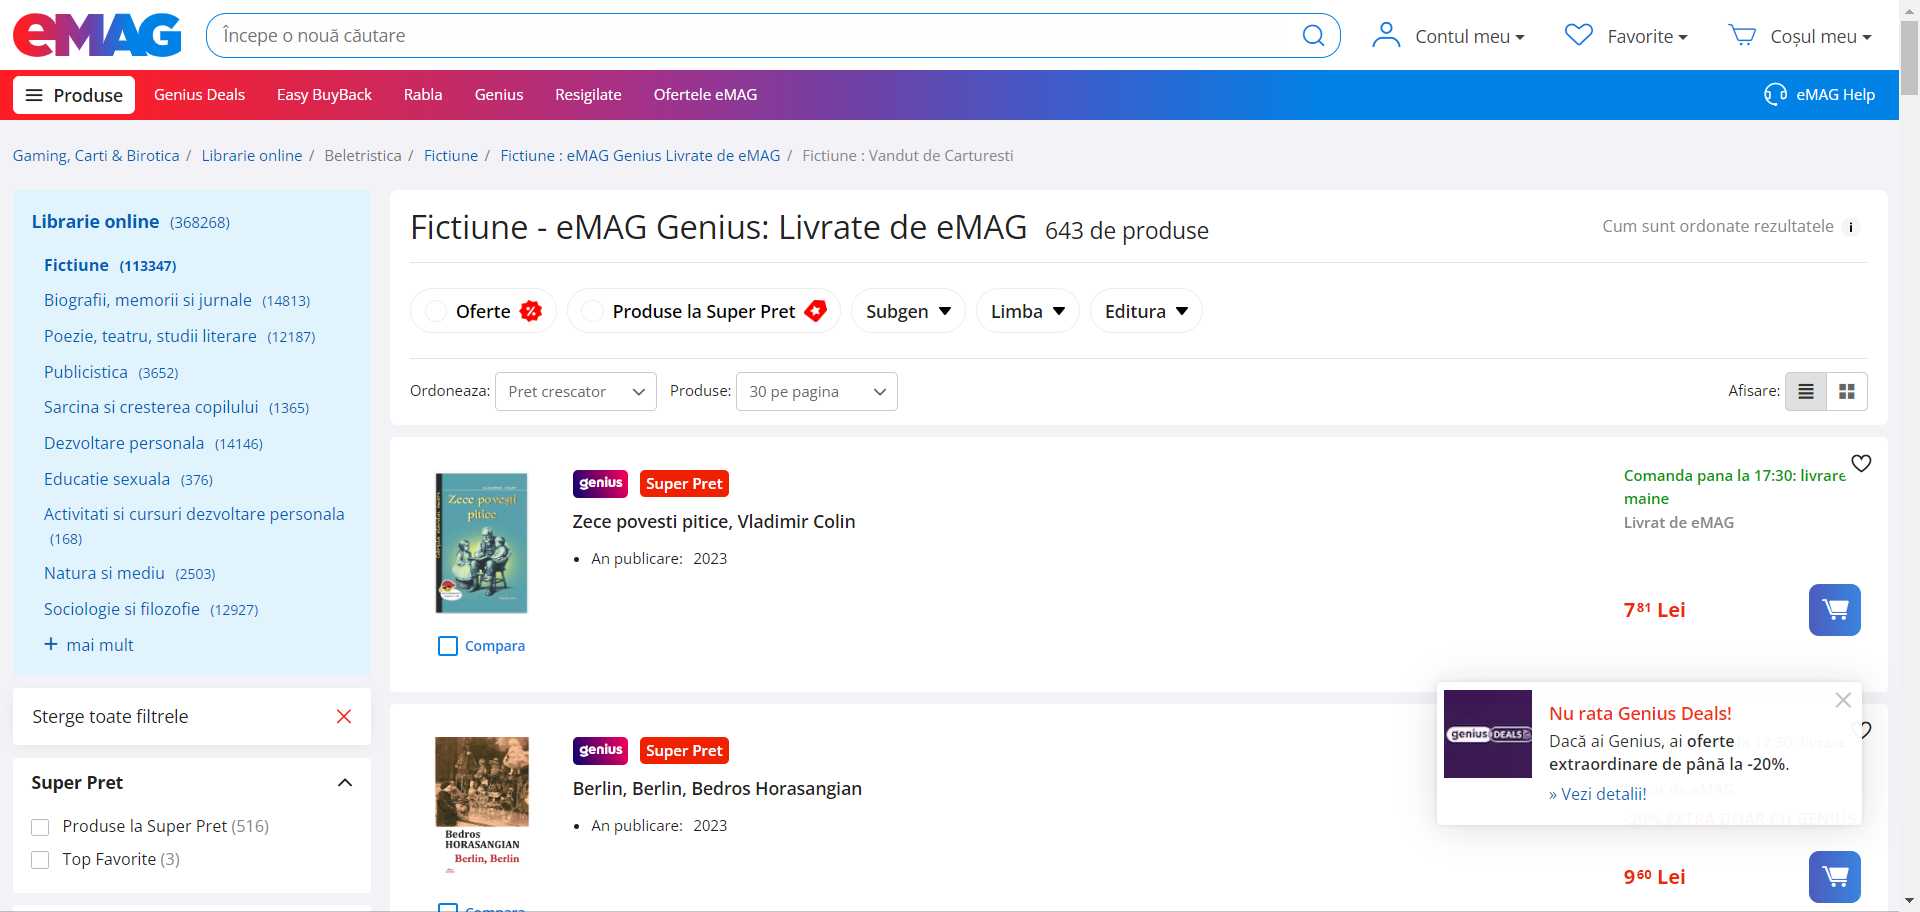 eMAG
Începe o nouă căutare
Contul meu
Favorite
Coșul meu
Produse
Genius Deals
Easy BuyBack
Rabla
Genius
Resigilate
Ofertele eMAG
eMAG Help
Gaming, Carti & Birotica / Librarie online / Beletristica / Fictiune / Fictiune : eMAG Genius Livrate de eMAG / Fictiune : Vandut de Carturesti
Librarie online (368268)
Fictiune (113347)
Biografii, memorii si jurnale (14813)
Poezie, teatru, studii literare (12187)
Publicistica (3652)
Sarcina si cresterea copilului (1365)
Dezvoltare personala (14146)
Educatie sexuala (376)
Activitati si cursuri dezvoltare personala
(168)
Natura si mediu (2503)
Sociologie si filozofie (12927)
+ mai mult
Sterge toate filtrele
Super Pret
Produse la Super Pret (516)
Top Favorite (3)
Fictiune - eMAG Genius: Livrate de eMAG 643 de produse
Cum sunt ordonate rezultatele i
Oferte %
Produse la Super Pret
Subgen
Limba
Editura
Ordoneaza: Pret crescator
Produse: 30 pe pagina
Afisare:
Zece povesti
pitice
genius Super Pret
Zece povesti pitice, Vladimir Colin
• An publicare: 2023
Compara
Comanda pana la 17:30: livrare
maine
Livrat de eMAG
7 81 Lei
Bedros
HORASANGIAN
Berlin, Berlin
genius Super Pret
Berlin, Berlin, Bedros Horasangian
• An publicare: 2023
Compara
genius DEALS
Nu rata Genius Deals!
Dacă ai Genius, ai oferte
extraordinare de până la -20%.
» Vezi detalii!
9 60 Lei